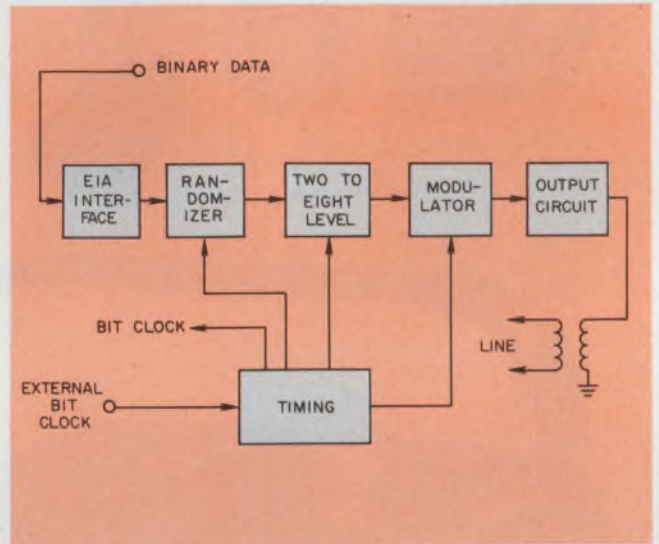 BINARY DATA
EIA
INTER-
FACE
RAN-
DOM-
IZER
TWO TO
EIGHT
LEVEL
MODU-
LATOR
OUTPUT
CIRCUIT
BIT CLOCK
LINE
EXTERNAL
BIT
CLOCK
TIMING